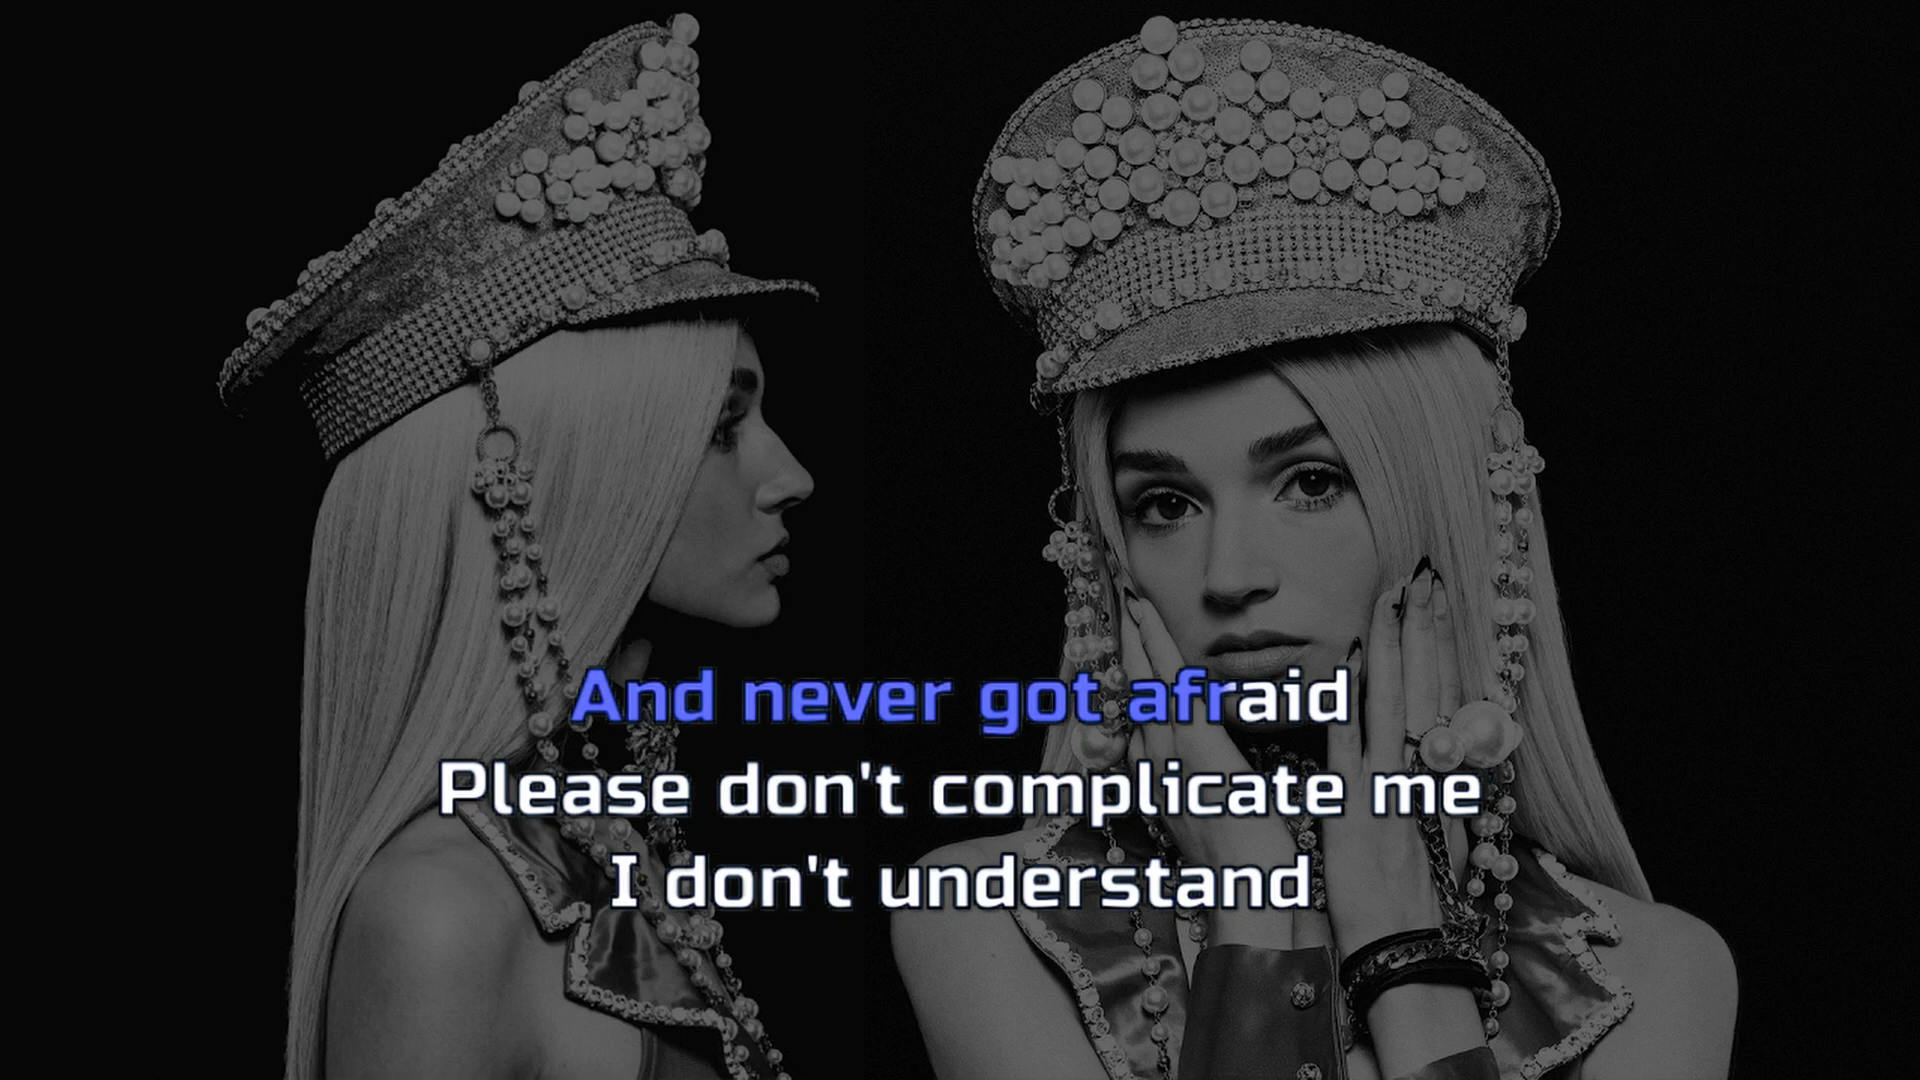 And never got afraid
Please don't complicate me
I don't understand